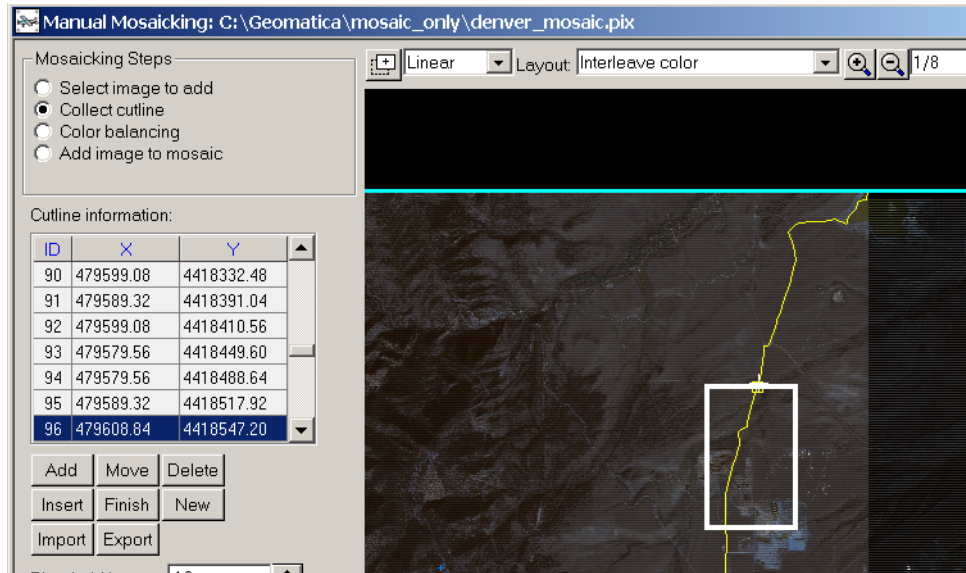 Manual Mosaicking: C:\Geomatica\mosaic_only\denver_mosaic.pix
Mosaicking Steps
Select image to add
Collect cutline
Color balancing
Add image to mosaic
Linear Layout: Interleave color 1/8
Cutline information:
ID X Y
90 479599.08 4418332.48
91 479589.32 4418391.04
92 479599.08 4418410.56
93 479579.56 4418449.60
94 479579.56 4418488.64
95 479589.32 4418517.92
96 479608.84 4418547.20
Add Move Delete
Insert Finish New
Import Export